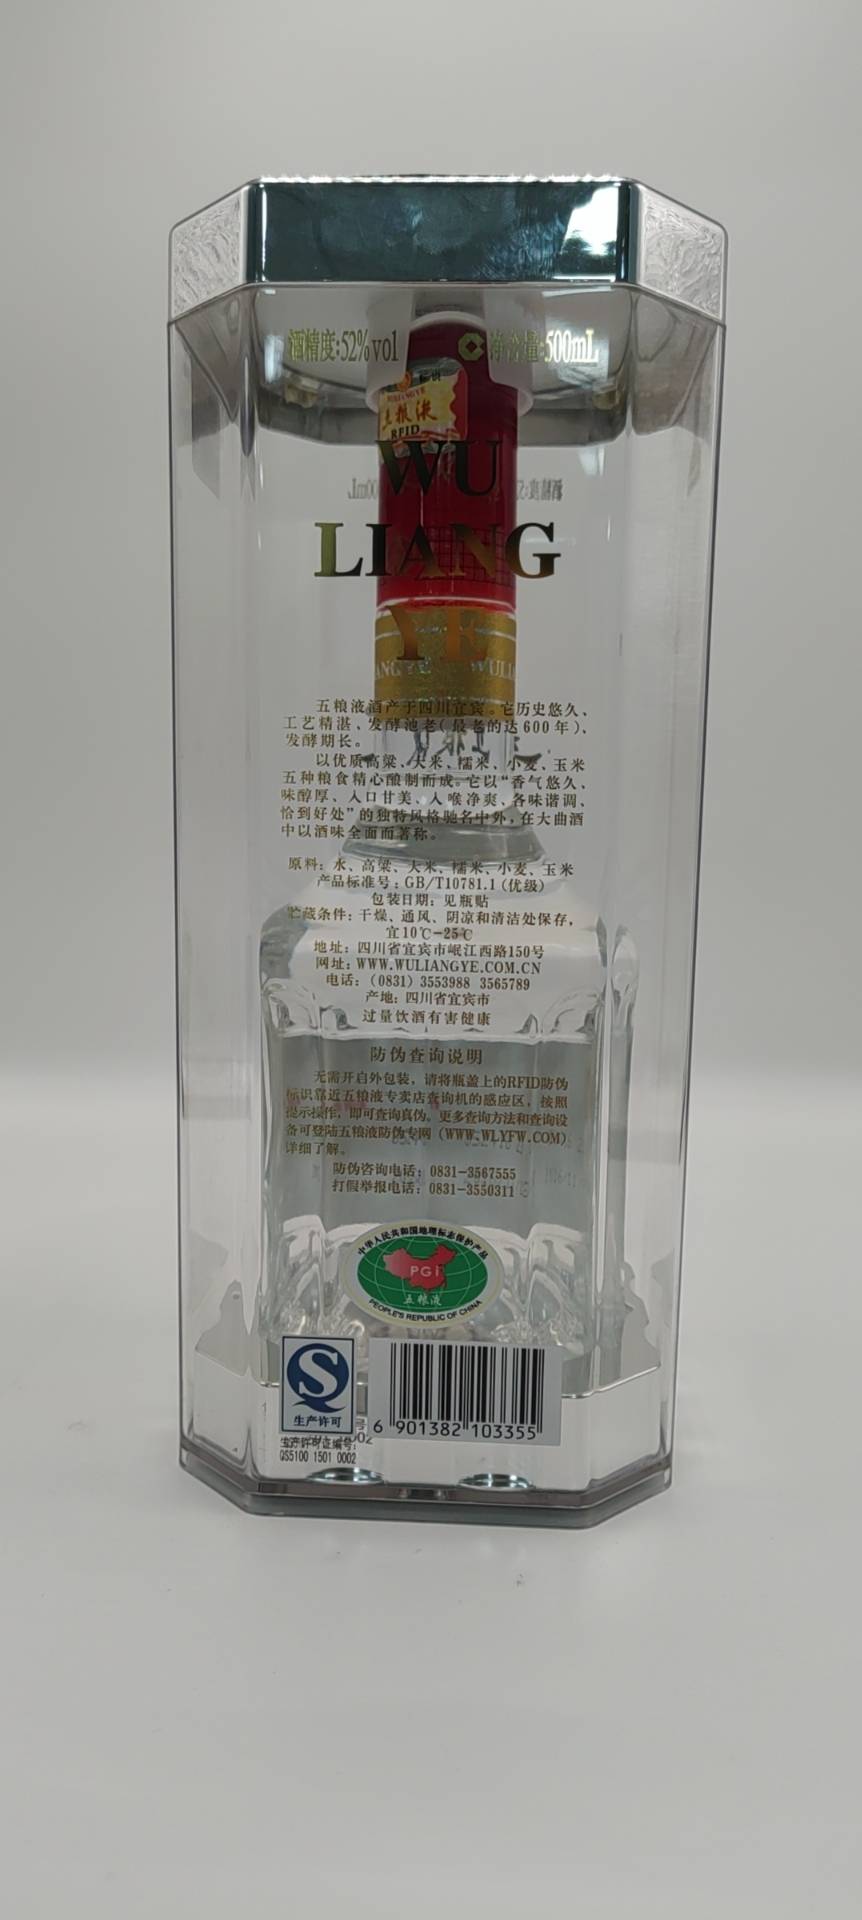 酒精度:52%vol 净含量:500mL
WULIANGYE
五粮液
RFID
WU
LIANG
YE
五粮液酒产于四川宜宾。它历史悠久、
工艺精湛、发酵池老(最老的达600年)、
发酵期长。
以优质高粱、大米、糯米、小麦、玉米
五种粮食精心酿制而成。它以“香气悠久、
味醇厚、入口甘美、入喉净爽、各味谐调、
恰到好处”的独特风格驰名中外,在大曲酒
中以酒味全面而著称。
原料:水、高粱、大米、糯米、小麦、玉米
产品标准号:GB/T10781.1(优级)
包装日期:见瓶贴
贮藏条件:干燥、通风、阴凉和清洁处保存,
宜10℃-25℃
地址:四川省宜宾市岷江西路150号
网址:WWW.WULIANGYE.COM.CN
电话:(0831) 3553988 3565789
产地:四川省宜宾市
过量饮酒有害健康
防伪查询说明
无需开启外包装,请将瓶盖上的RFID防伪
标识靠近五粮液专卖店查询机的感应区,按照
提示操作,即可查询真伪。更多查询方法和查询设
备可登陆五粮液防伪专网(WWW.WLYFW.COM)
详细了解。
防伪咨询电话:0831-3567555
打假举报电话:0831-3550311
中华人民共和国地理标志保护产品
PGI
五粮液
PEOPLE'S REPUBLIC OF CHINA
生产许可
6 901382 103355
生产许可证编号:
QS5100 1501 0002